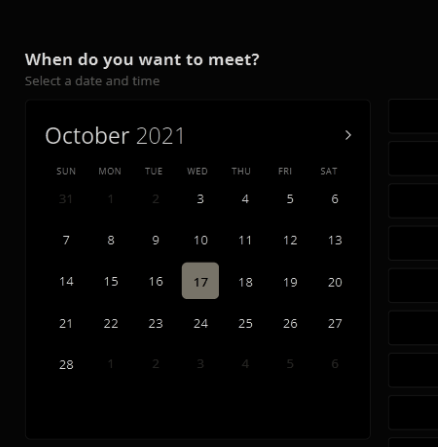 When do you want to meet?
Select a date and time
October 2021
SUN MON TUE WED THU FRI SAT
31 1 2 3 4 5 6
7 8 9 10 11 12 13
14 15 16 17 18 19 20
21 22 23 24 25 26 27
28 1 2 3 4 5 6